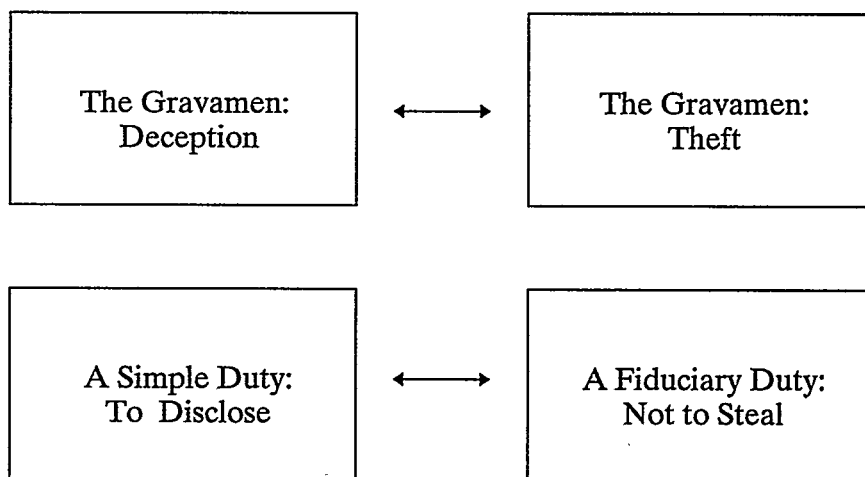 The Gravamen:
Deception
The Gravamen:
Theft
A Simple Duty:
To Disclose
A Fiduciary Duty:
Not to Steal